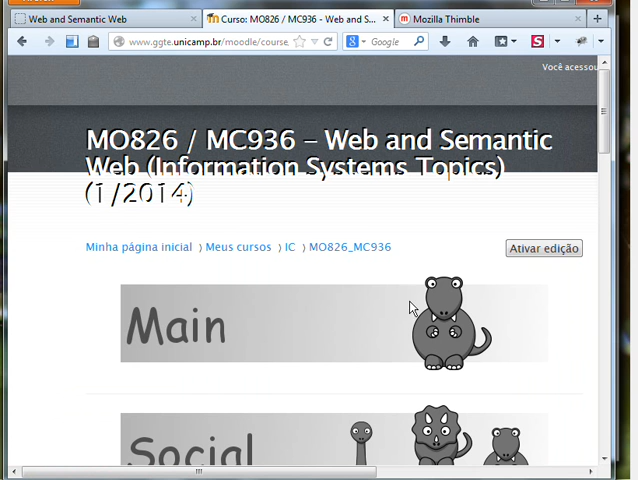 Web and Semantic Web
Curso: MO826 / MC936 - Web and S...
Mozilla Thimble
www.ggte.unicamp.br/moodle/course
Google
Você acessou
MO826 / MC936 - Web and Semantic
Web (Information Systems Topics)
(1/2014)
Minha página inicial ⟩ Meus cursos ⟩ IC ⟩ MO826_MC936
Ativar edição
Main
Social